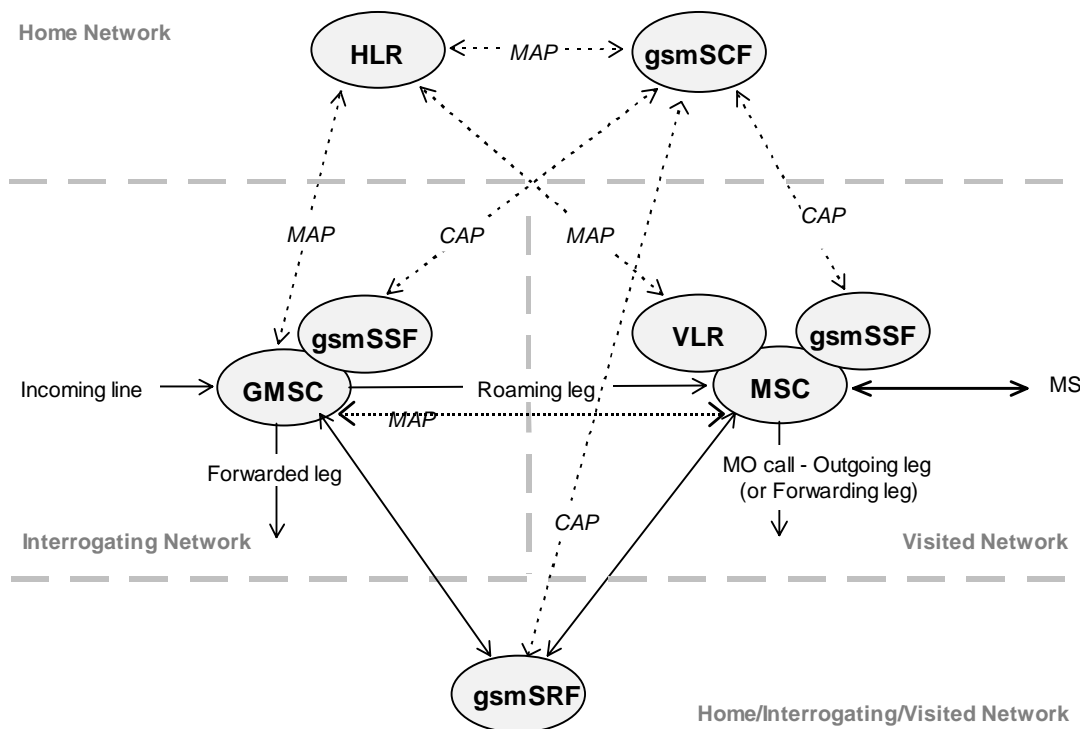 Home Network
HLR
MAP
gsmSCF
MAP
CAP
MAP
CAP
gsmSSF
VLR
gsmSSF
Incoming line
GMSC
Roaming leg
MSC
MS
MAP
Forwarded leg
MO call - Outgoing leg
(or Forwarding leg)
CAP
Interrogating Network
Visited Network
gsmSRF
Home/Interrogating/Visited Network